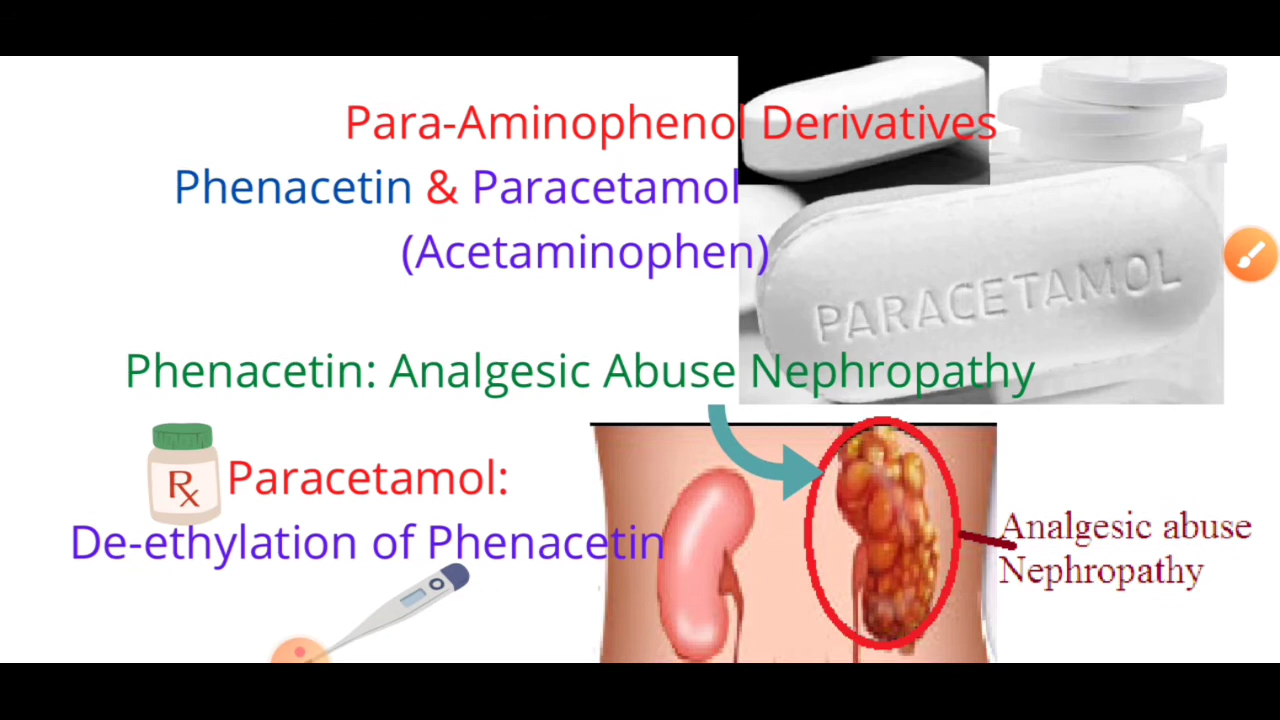 Para-Aminophenol Derivatives
Phenacetin & Paracetamol
(Acetaminophen)
PARACETAMOL
Phenacetin: Analgesic Abuse Nephropathy
Rx
Paracetamol:
De-ethylation of Phenacetin
Analgesic abuse
Nephropathy